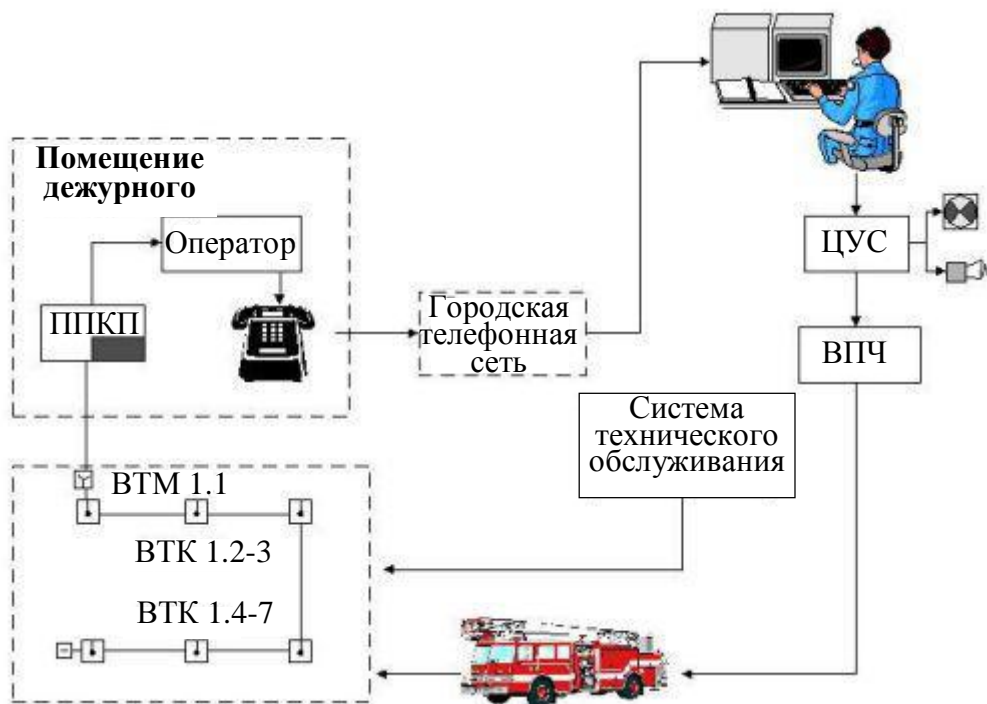 Помещение
дежурного
Оператор
ППКП
Городская
телефонная
сеть
ЦУС
ВПЧ
Система
технического
обслуживания
ВТМ 1.1
ВТК 1.2-3
ВТК 1.4-7